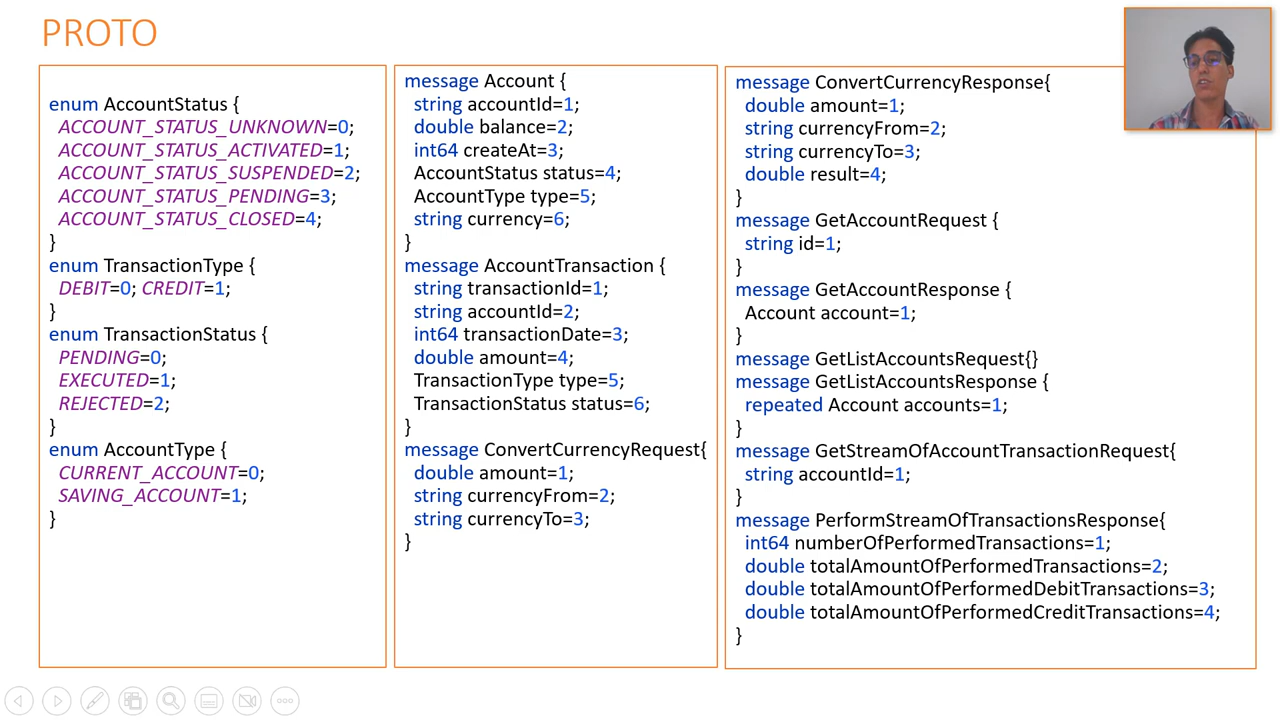 PROTO
enum AccountStatus {
ACCOUNT_STATUS_UNKNOWN=0;
ACCOUNT_STATUS_ACTIVATED=1;
ACCOUNT_STATUS_SUSPENDED=2;
ACCOUNT_STATUS_PENDING=3;
ACCOUNT_STATUS_CLOSED=4;
}
enum TransactionType {
DEBIT=0; CREDIT=1;
}
enum TransactionStatus {
PENDING=0;
EXECUTED=1;
REJECTED=2;
}
enum AccountType {
CURRENT_ACCOUNT=0;
SAVING_ACCOUNT=1;
}
message Account {
string accountId=1;
double balance=2;
int64 createAt=3;
AccountStatus status=4;
AccountType type=5;
string currency=6;
}
message AccountTransaction {
string transactionId=1;
string accountId=2;
int64 transactionDate=3;
double amount=4;
TransactionType type=5;
TransactionStatus status=6;
}
message ConvertCurrencyRequest{
double amount=1;
string currencyFrom=2;
string currencyTo=3;
}
message ConvertCurrencyResponse{
double amount=1;
string currencyFrom=2;
string currencyTo=3;
double result=4;
}
message GetAccountRequest {
string id=1;
}
message GetAccountResponse {
Account account=1;
}
message GetListAccountsRequest{}
message GetListAccountsResponse {
repeated Account accounts=1;
}
message GetStreamOfAccountTransactionRequest{
string accountId=1;
}
message PerformStreamOfTransactionsResponse{
int64 numberOfPerformedTransactions=1;
double totalAmountOfPerformedTransactions=2;
double totalAmountOfPerformedDebitTransactions=3;
double totalAmountOfPerformedCreditTransactions=4;
}